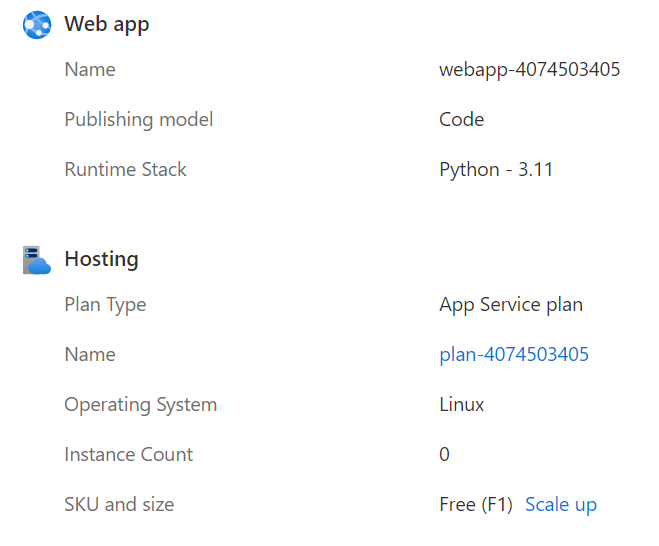 Web app
Name webapp-4074503405
Publishing model Code
Runtime Stack Python - 3.11
Hosting
Plan Type App Service plan
Name plan-4074503405
Operating System Linux
Instance Count 0
SKU and size Free (F1) Scale up